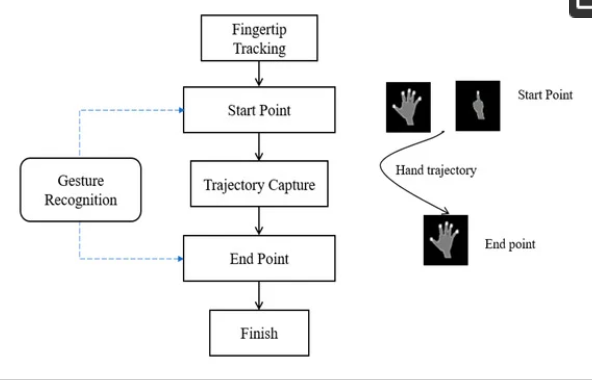 Fingertip
Tracking
Start Point
Trajectory Capture
Gesture
Recognition
End Point
Finish
Start Point
Hand trajectory
End point